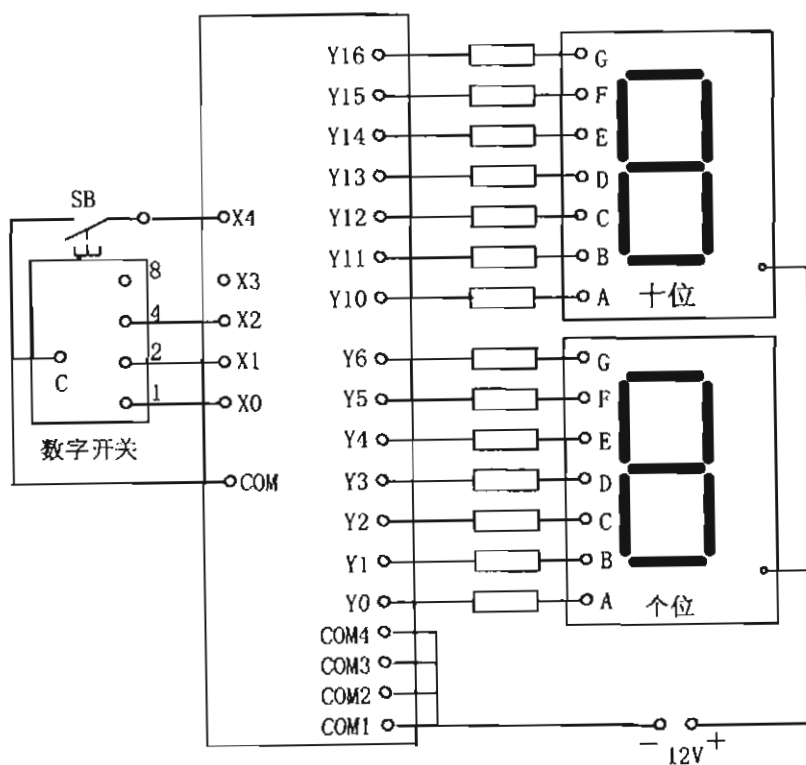 Y16
G
Y15
F
Y14
E
SB
Y13
D
X4
Y12
C
8
X3
Y11
B
4
X2
Y10
A
十位
C
2
X1
Y6
G
1
X0
Y5
F
数字开关
Y4
E
COM
Y3
D
Y2
C
Y1
B
Y0
A
个位
COM4
COM3
COM2
COM1
− 12V +